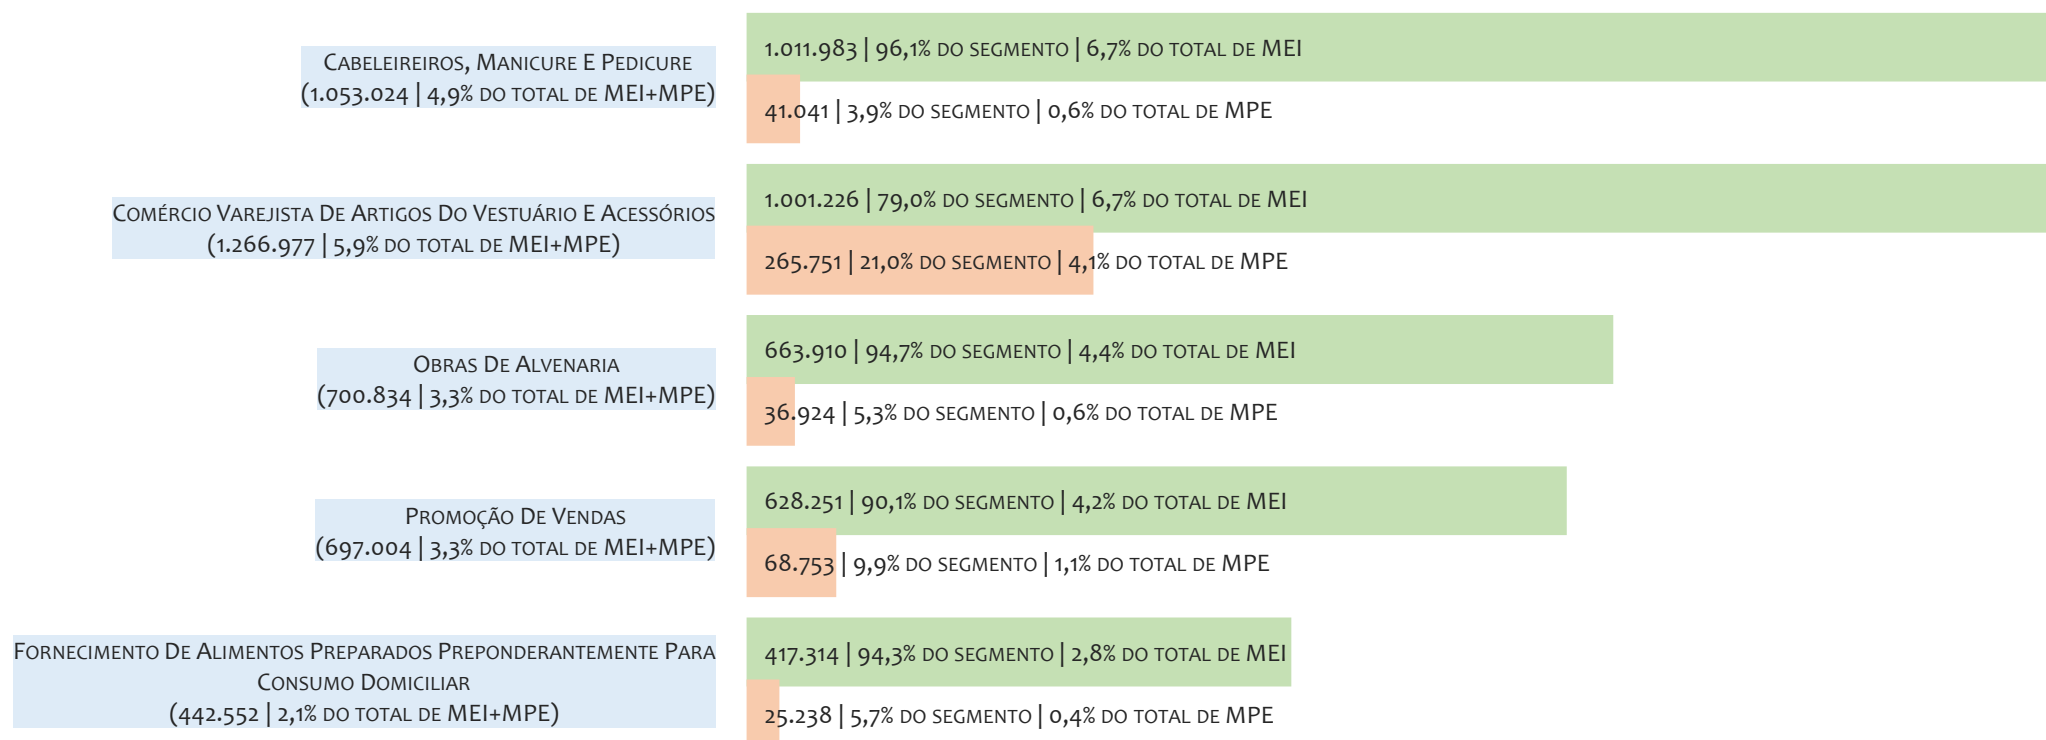 Cabeleireiros, Manicure E Pedicure
(1.053.024 | 4,9% do total de MEI+MPE)
1.011.983 | 96,1% do segmento | 6,7% do total de MEI
41.041 | 3,9% do segmento | 0,6% do total de MPE
Comércio Varejista De Artigos Do Vestuário E Acessórios
(1.266.977 | 5,9% do total de MEI+MPE)
1.001.226 | 79,0% do segmento | 6,7% do total de MEI
265.751 | 21,0% do segmento | 4,1% do total de MPE
Obras De Alvenaria
(700.834 | 3,3% do total de MEI+MPE)
663.910 | 94,7% do segmento | 4,4% do total de MEI
36.924 | 5,3% do segmento | 0,6% do total de MPE
Promoção De Vendas
(697.004 | 3,3% do total de MEI+MPE)
628.251 | 90,1% do segmento | 4,2% do total de MEI
68.753 | 9,9% do segmento | 1,1% do total de MPE
Fornecimento De Alimentos Preparados Preponderantemente Para
Consumo Domiciliar
(442.552 | 2,1% do total de MEI+MPE)
417.314 | 94,3% do segmento | 2,8% do total de MEI
25.238 | 5,7% do segmento | 0,4% do total de MPE